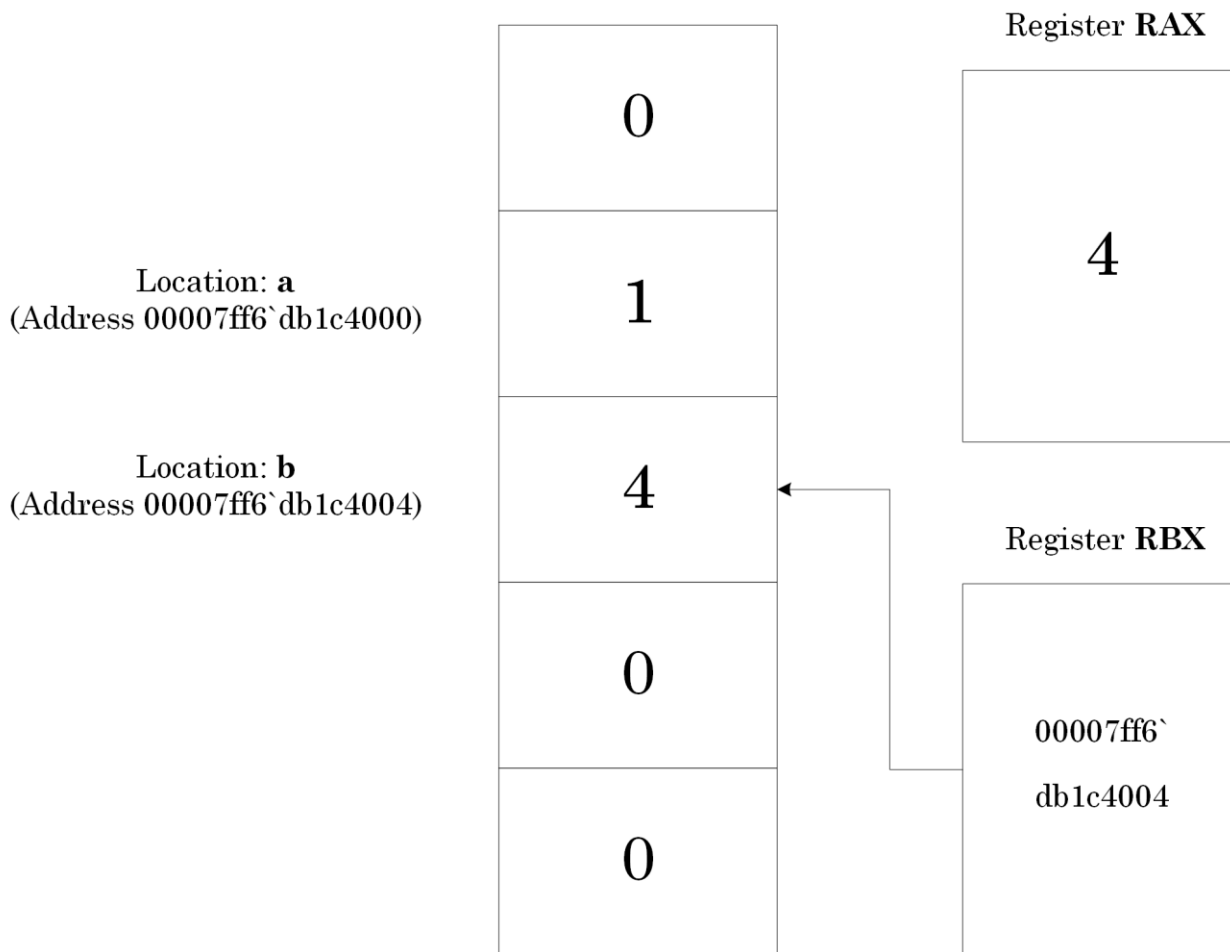 Register RAX
0
4
Location: a
(Address 00007ff6`db1c4000)
1
Location: b
(Address 00007ff6`db1c4004)
4
Register RBX
0
00007ff6`
db1c4004
0